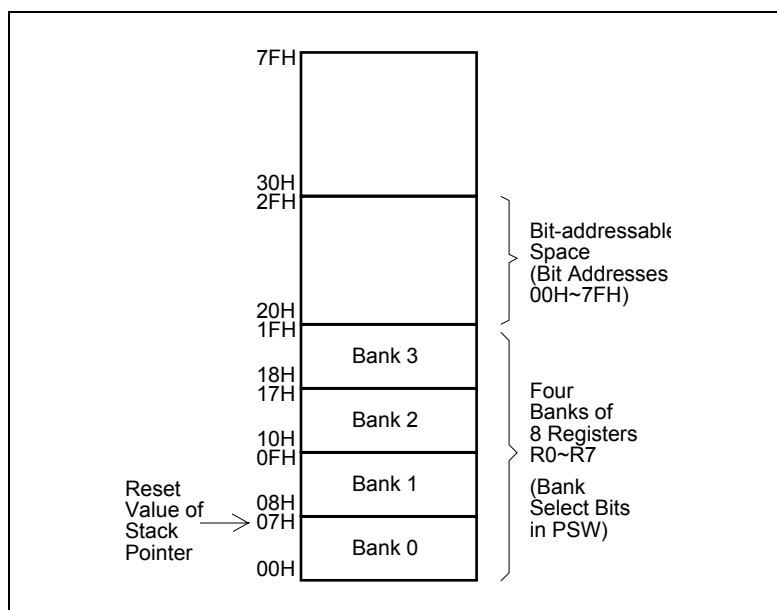 7FH
30H
2FH
Bit-addressable
Space
(Bit Addresses
00H~7FH)
20H
1FH
Bank 3
18H
17H
Bank 2
10H
0FH
Four
Banks of
8 Registers
R0~R7
(Bank
Select Bits
in PSW)
Bank 1
08H
07H
Reset
Value of
Stack
Pointer
Bank 0
00H